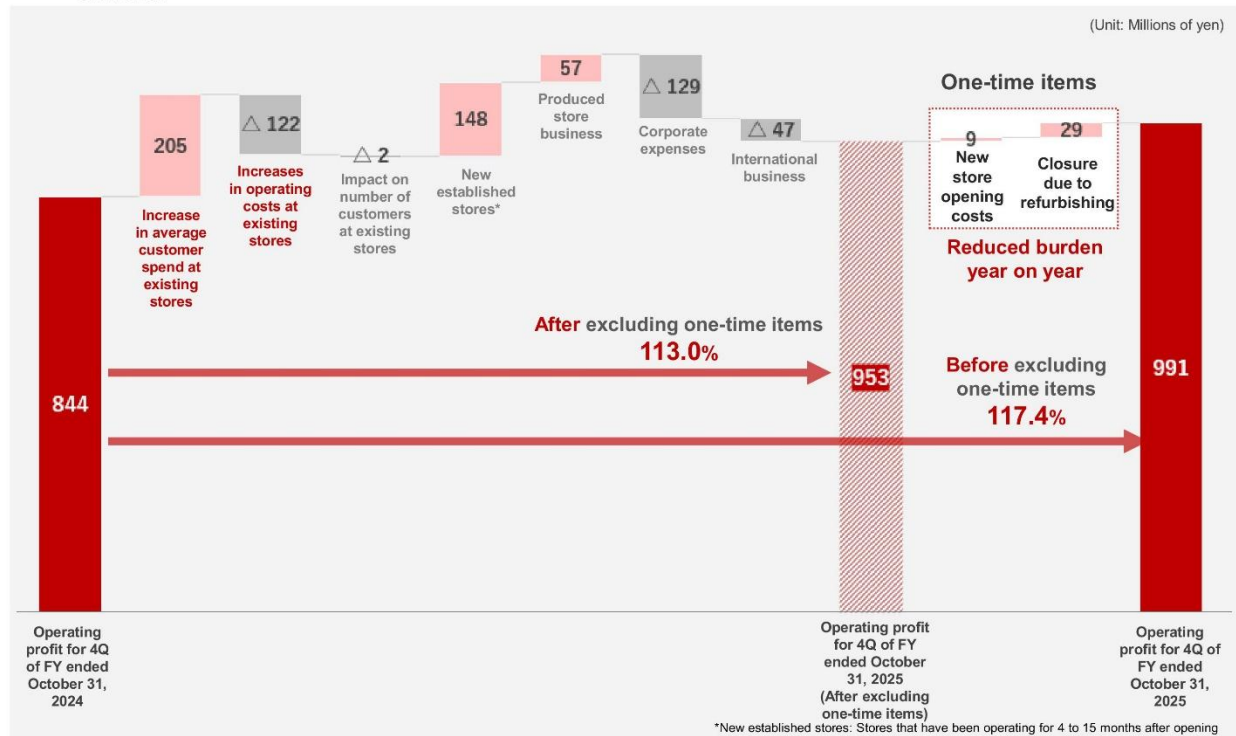 (Unit: Millions of yen)
205
Increase
in average
customer
spend at
existing
stores
△ 122
Increases
in operating
costs at
existing
stores
△ 2
Impact on
number of
customers
at existing
stores
148
New
established
stores*
57
Produced
store
business
△ 129
Corporate
expenses
△ 47
International
business
One-time items
9
New
store
opening
costs
29
Closure
due to
refurbishing
Reduced burden
year on year
After excluding one-time items
113.0%
Before excluding
one-time items
117.4%
844
953
991
Operating
profit for 4Q
of FY ended
October 31,
2024
Operating profit
for 4Q of FY
ended October
31, 2025
(After excluding
one-time items)
Operating
profit for 4Q of
FY ended
October 31,
2025
*New established stores: Stores that have been operating for 4 to 15 months after opening